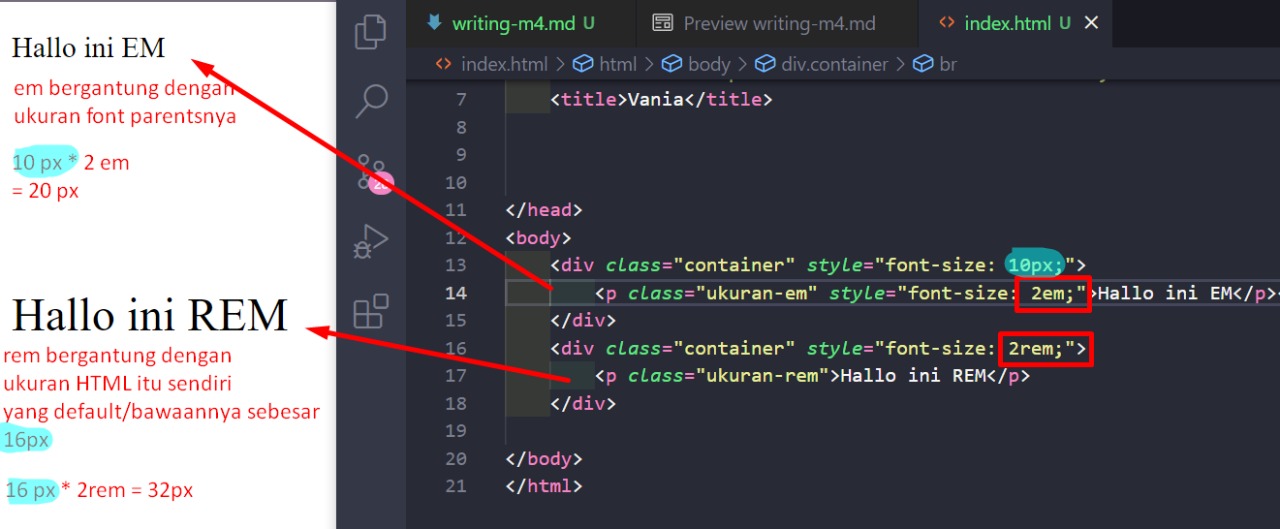 Hallo ini EM
em bergantung dengan
ukuran font parentsnya
10 px * 2 em
= 20 px
Hallo ini REM
rem bergantung dengan
ukuran HTML itu sendiri
yang default/bawaannya sebesar
16px
16 px * 2rem = 32px
writing-m4.md U
Preview writing-m4.md
index.html U
index.html > html > body > div.container > br
7 <title>Vania</title>
8
9
10
11 </head>
12 <body>
13 <div class="container" style="font-size: 10px;">
14 <p class="ukuran-em" style="font-size: 2em;">Hallo ini EM</p>
15 </div>
16 <div class="container" style="font-size: 2rem;">
17 <p class="ukuran-rem">Hallo ini REM</p>
18 </div>
19
20 </body>
21 </html>